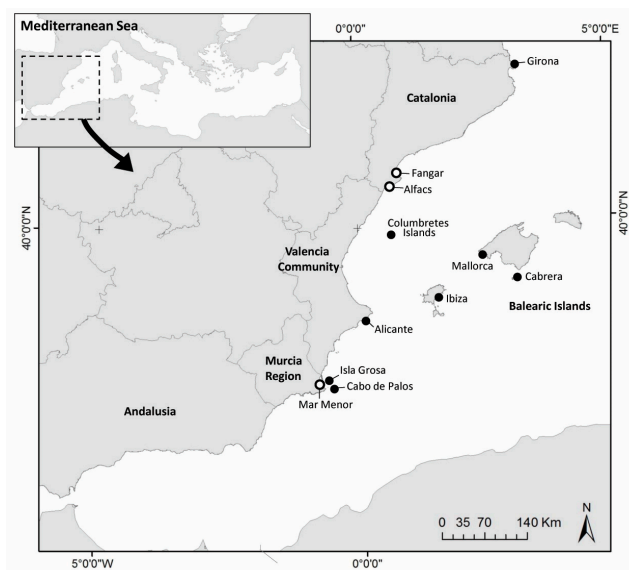 Mediterranean Sea
0°0'0"
5°0'0"E
Girona
Catalonia
Fangar
Alfacs
40°0'0"N
40°0'0"N
Columbretes
Islands
Valencia
Community
Mallorca
Cabrera
Ibiza
Balearic Islands
Alicante
Murcia
Region
Isla Grosa
Cabo de Palos
Mar Menor
Andalusia
N
0 35 70 140 Km
5°0'0"W
0°0'0"